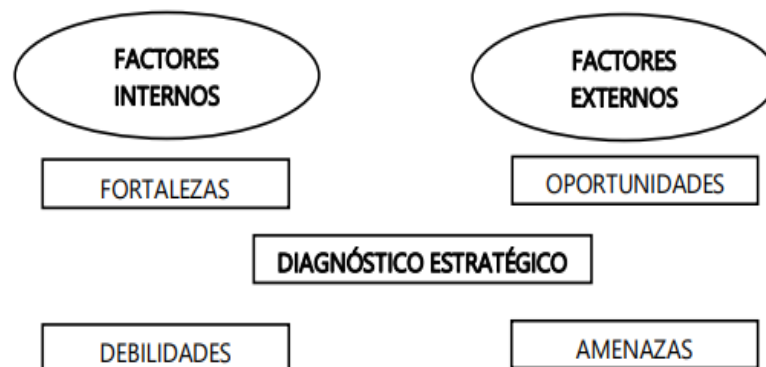 FACTORES
INTERNOS
FACTORES
EXTERNOS
FORTALEZAS
OPORTUNIDADES
DIAGNÓSTICO ESTRATÉGICO
DEBILIDADES
AMENAZAS